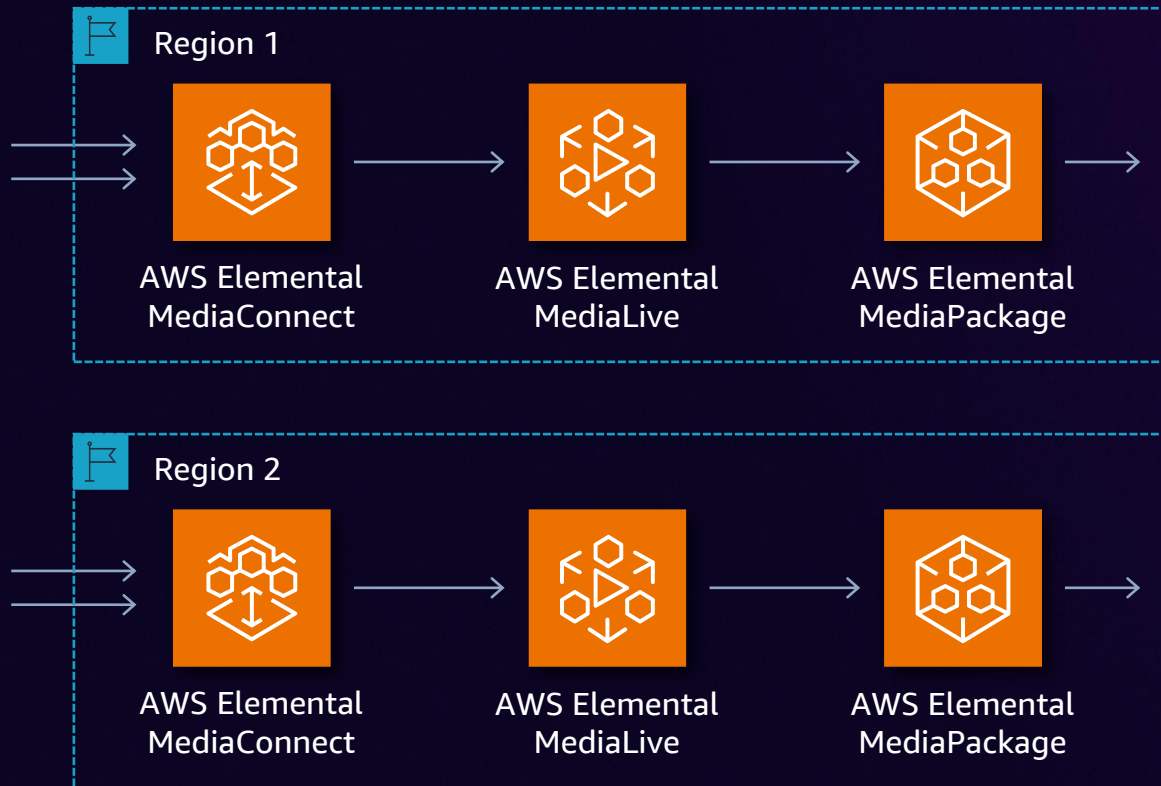 Region 1
AWS Elemental
MediaConnect
AWS Elemental
MediaLive
AWS Elemental
MediaPackage
Region 2
AWS Elemental
MediaConnect
AWS Elemental
MediaLive
AWS Elemental
MediaPackage